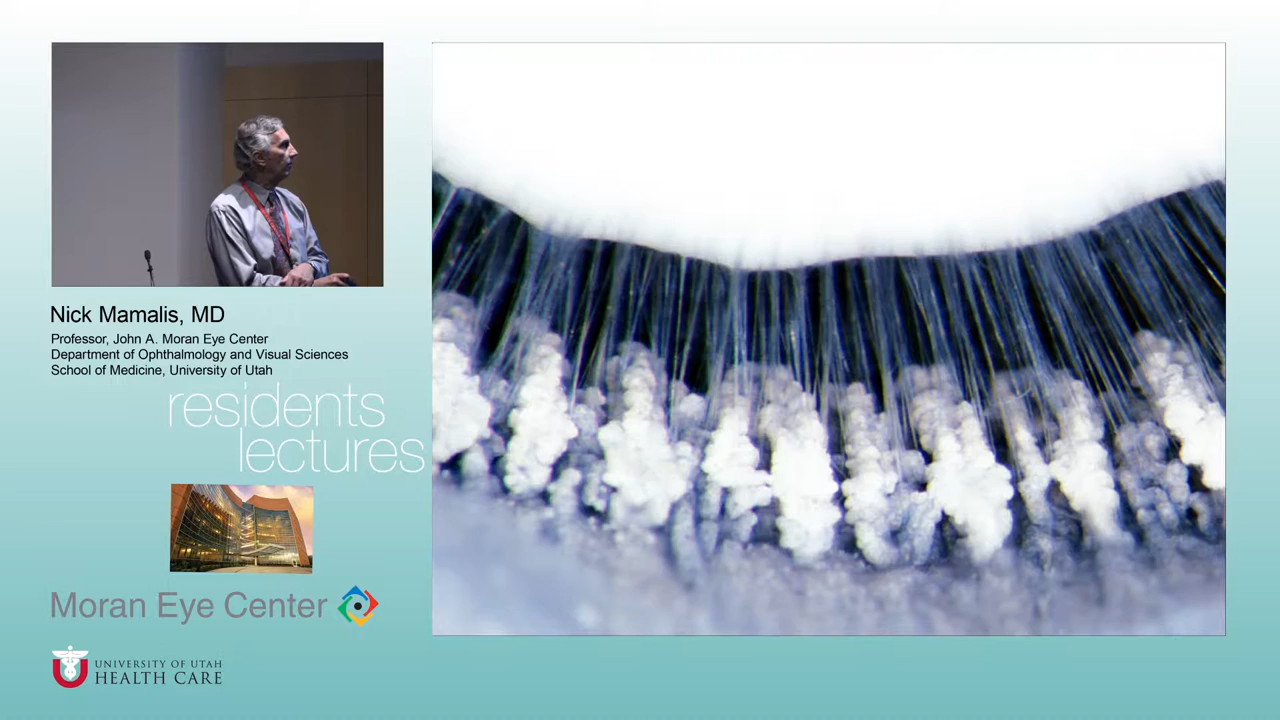 Nick Mamalis, MD
Professor, John A. Moran Eye Center
Department of Ophthalmology and Visual Sciences
School of Medicine, University of Utah
residents
lectures
Moran Eye Center
UNIVERSITY OF UTAH
HEALTH CARE